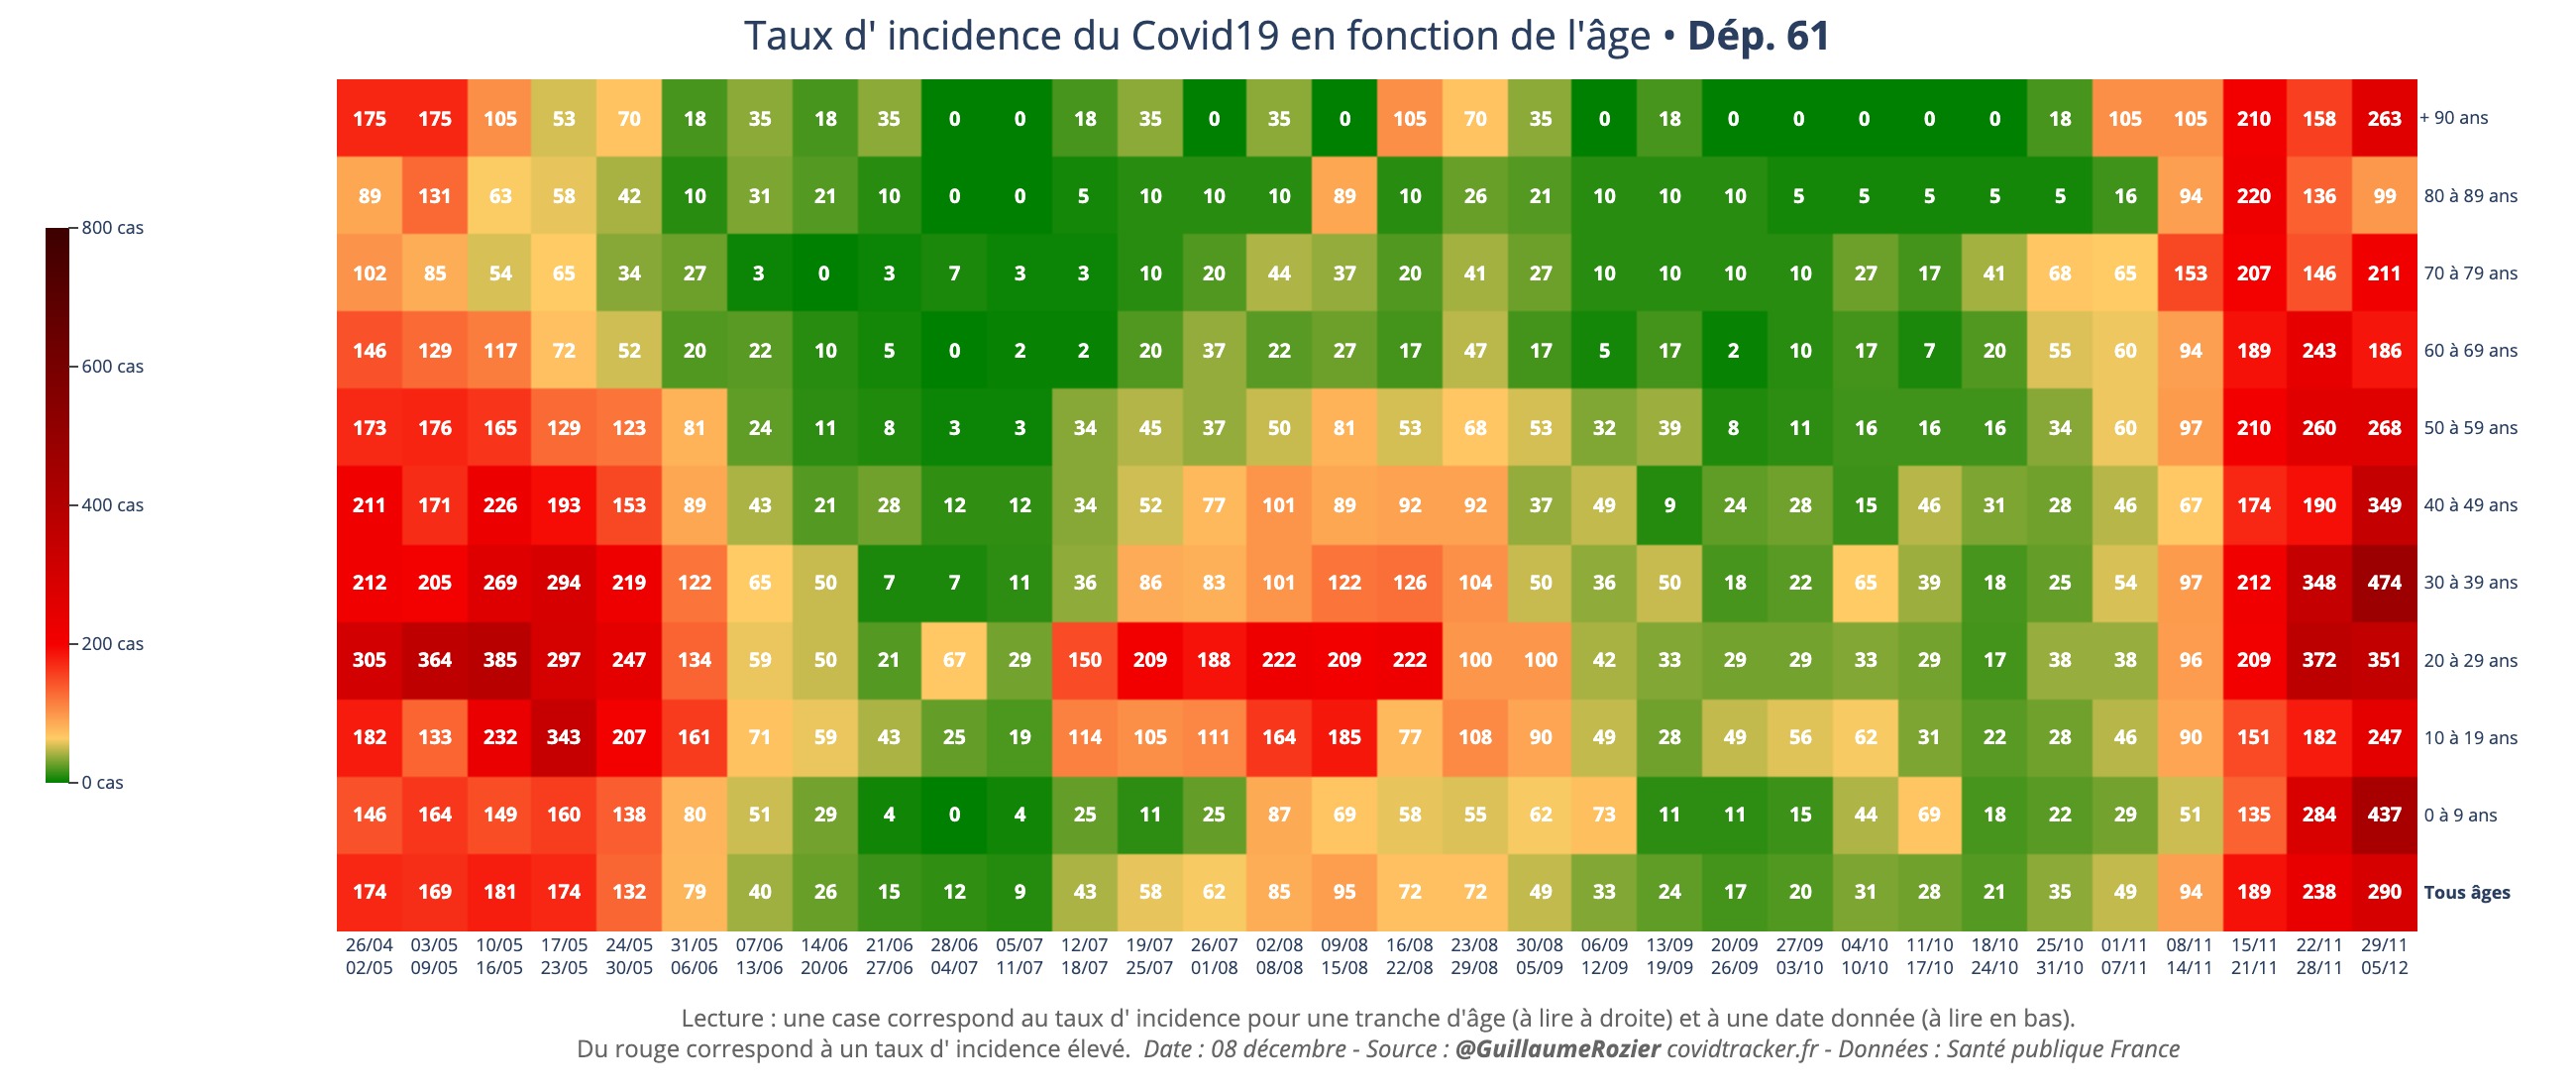 Taux d' incidence du Covid19 en fonction de l'âge • Dép. 61
175 175 105 53 70 18 35 18 35 0 0 18 35 0 35 0 105 70 35 0 18 0 0 0 0 0 18 105 105 210 158 263 + 90 ans
89 131 63 58 42 10 31 21 10 0 0 5 10 10 10 89 10 26 21 10 10 10 5 5 5 5 5 16 94 220 136 99 80 à 89 ans
102 85 54 65 34 27 3 0 3 7 3 3 10 20 44 37 20 41 27 10 10 10 10 27 17 41 68 65 153 207 146 211 70 à 79 ans
146 129 117 72 52 20 22 10 5 0 2 2 20 37 22 27 17 47 17 5 17 2 10 17 7 20 55 60 94 189 243 186 60 à 69 ans
173 176 165 129 123 81 24 11 8 3 3 34 45 37 50 81 53 68 53 32 39 8 11 16 16 16 34 60 97 210 260 268 50 à 59 ans
211 171 226 193 153 89 43 21 28 12 12 34 52 77 101 89 92 92 37 49 9 24 28 15 46 31 28 46 67 174 190 349 40 à 49 ans
212 205 269 294 219 122 65 50 7 7 11 36 86 83 101 122 126 104 50 36 50 18 22 65 39 18 25 54 97 212 348 474 30 à 39 ans
305 364 385 297 247 134 59 50 21 67 29 150 209 188 222 209 222 100 100 42 33 29 29 33 29 17 38 38 96 209 372 351 20 à 29 ans
182 133 232 343 207 161 71 59 43 25 19 114 105 111 164 185 77 108 90 49 28 49 56 62 31 22 28 46 90 151 182 247 10 à 19 ans
146 164 149 160 138 80 51 29 4 0 4 25 11 25 87 69 58 55 62 73 11 11 15 44 69 18 22 29 51 135 284 437 0 à 9 ans
174 169 181 174 132 79 40 26 15 12 9 43 58 62 85 95 72 72 49 33 24 17 20 31 28 21 35 49 94 189 238 290 Tous âges
26/04 03/05 10/05 17/05 24/05 31/05 07/06 14/06 21/06 28/06 05/07 12/07 19/07 26/07 02/08 09/08 16/08 23/08 30/08 06/09 13/09 20/09 27/09 04/10 11/10 18/10 25/10 01/11 08/11 15/11 22/11 29/11
02/05 09/05 16/05 23/05 30/05 06/06 13/06 20/06 27/06 04/07 11/07 18/07 25/07 01/08 08/08 15/08 22/08 29/08 05/09 12/09 19/09 26/09 03/10 10/10 17/10 24/10 31/10 07/11 14/11 21/11 28/11 05/12
800 cas
600 cas
400 cas
200 cas
0 cas
Lecture : une case correspond au taux d' incidence pour une tranche d'âge (à lire à droite) et à une date donnée (à lire en bas).
Du rouge correspond à un taux d' incidence élevé. Date : 08 décembre - Source : @GuillaumeRozier covidtracker.fr - Données : Santé publique France